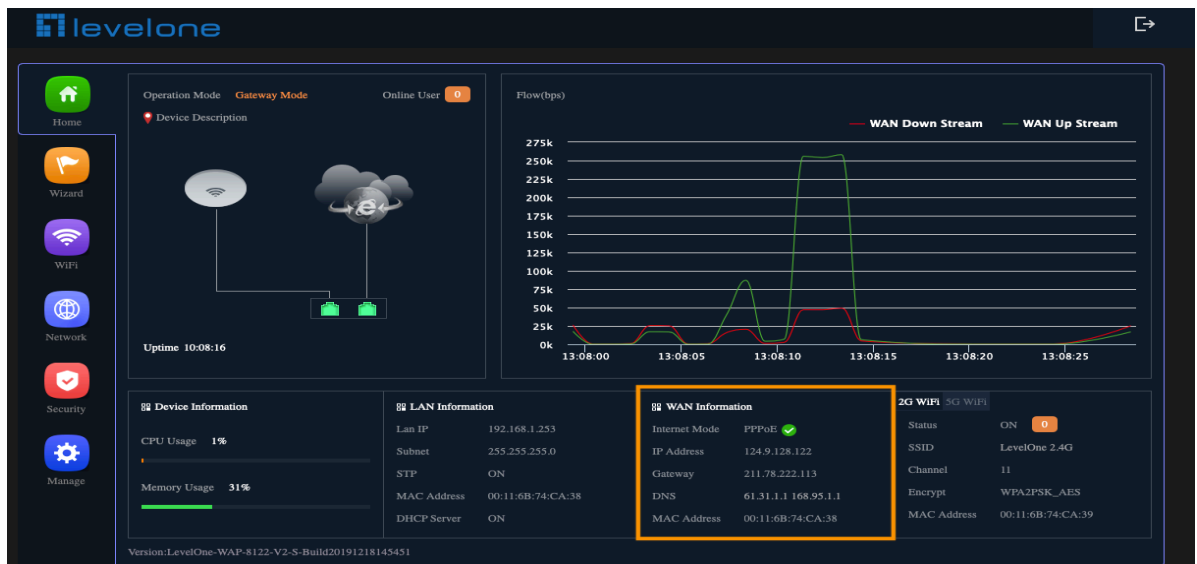 levelone
Home
Wizard
WiFi
Network
Security
Manage
Operation Mode Gateway Mode Online User 0
Device Description
Uptime 10:08:16
Flow(bps)
WAN Down Stream WAN Up Stream
275k
250k
225k
200k
175k
150k
125k
100k
75k
50k
25k
0k
13:08:00 13:08:05 13:08:10 13:08:15 13:08:20 13:08:25
Device Information
CPU Usage 1%
Memory Usage 31%
LAN Information
Lan IP 192.168.1.253
Subnet 255.255.255.0
STP ON
MAC Address 00:11:6B:74:CA:38
DHCP Server ON
WAN Information
Internet Mode PPPoE
IP Address 124.9.128.122
Gateway 211.78.222.113
DNS 61.31.1.1 168.95.1.1
MAC Address 00:11:6B:74:CA:38
2G WiFi 5G WiFi
Status ON 0
SSID LevelOne 2.4G
Channel 11
Encrypt WPA2PSK_AES
MAC Address 00:11:6B:74:CA:39
Version:LevelOne-WAP-8122-V2-S-Build20191218145451